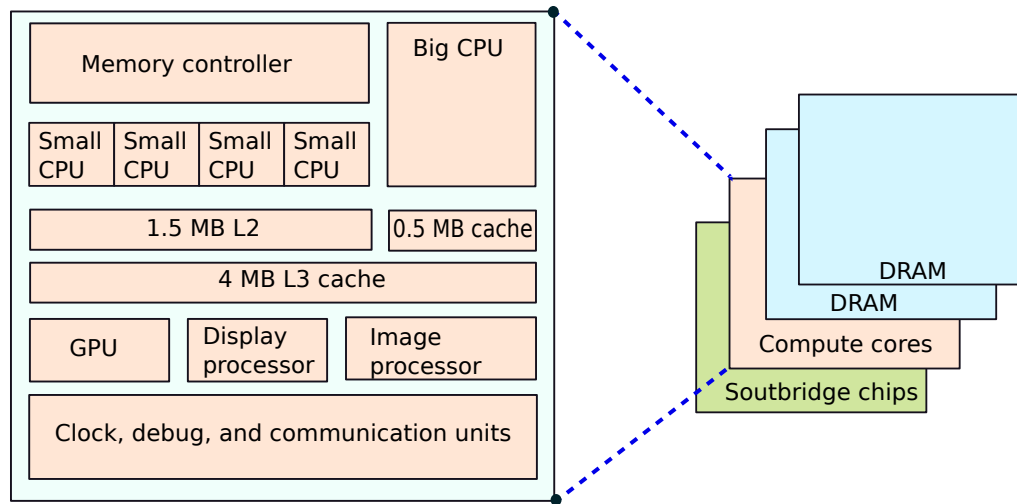 Memory controller
Big CPU
Small
CPU
Small
CPU
Small
CPU
Small
CPU
1.5 MB L2
0.5 MB cache
4 MB L3 cache
GPU
Display
processor
Image
processor
Clock, debug, and communication units
DRAM
DRAM
Compute cores
Soutbridge chips